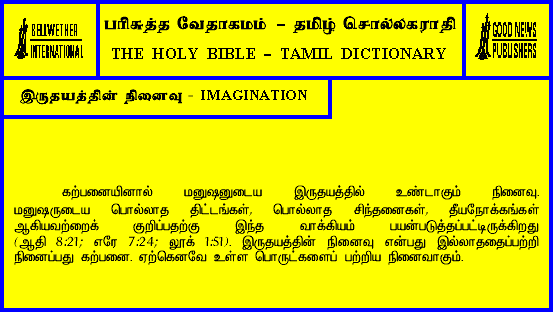 BELLWETHER
INTERNATIONAL
பரிசுத்த வேதாகமம் – தமிழ் சொல்லகராதி
THE HOLY BIBLE – TAMIL DICTIONARY
GOOD NEWS
PUBLISHERS
இருதயத்தின் நினைவு - IMAGINATION
கற்பனையினால் மனுஷனுடைய இருதயத்தில் உண்டாகும் நினைவு.
மனுஷருடைய பொல்லாத திட்டங்கள், பொல்லாத சிந்தனைகள், தீயநோக்கங்கள்
ஆகியவற்றைக் குறிப்பதற்கு இந்த வாக்கியம் பயன்படுத்தப்பட்டிருக்கிறது
(ஆதி 8:21; எரே 7:24; லூக் 1:51). இருதயத்தின் நினைவு என்பது இல்லாததைப்பற்றி
நினைப்பது கற்பனை. ஏற்கெனவே உள்ள பொருட்களைப் பற்றிய நினைவாகும்.